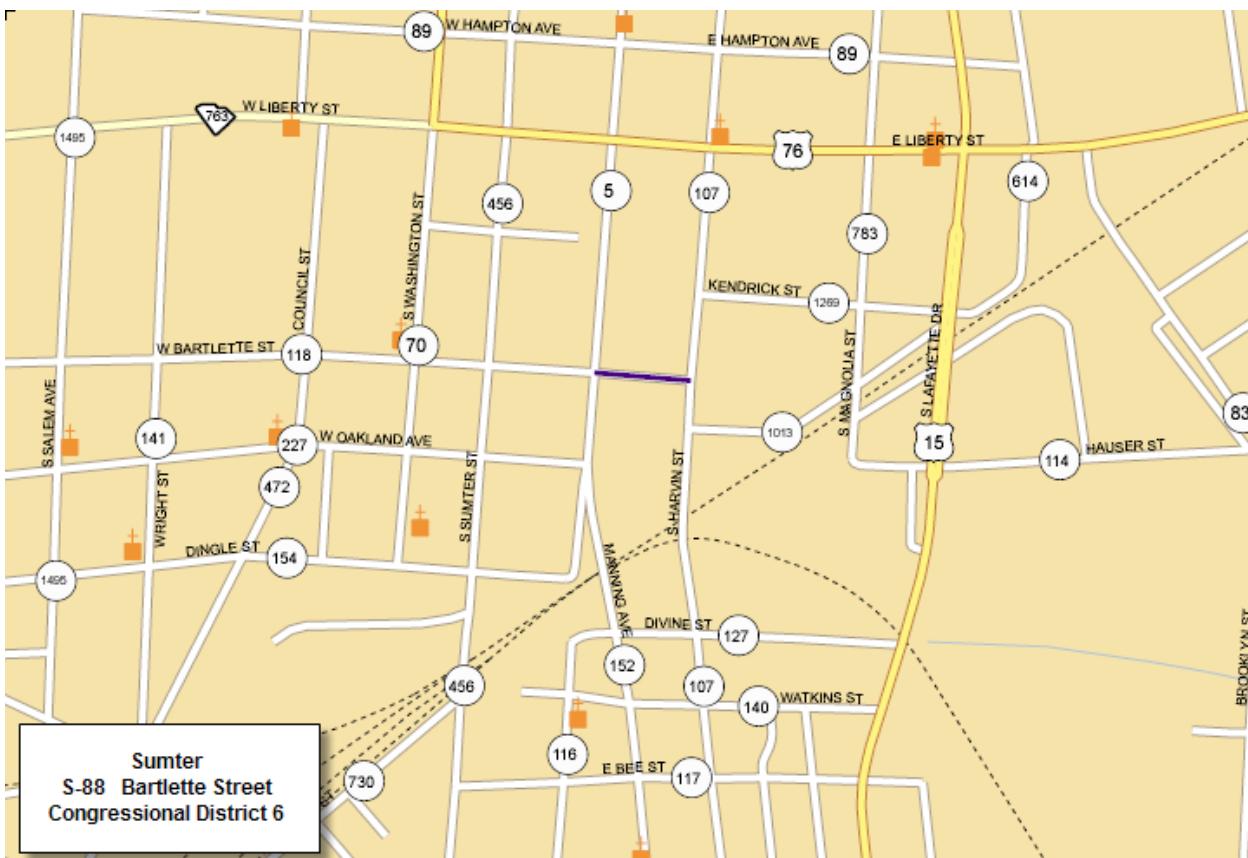 W HAMPTON AVE
89
E HAMPTON AVE
89
W LIBERTY ST
763
1495
76
E LIBERTY ST
456
5
107
614
783
S WASHINGTON ST
COUNCIL ST
KENDRICK ST
1269
W BARTLETTE ST
118
70
S MAGNOLIA ST
S LAFAYETTE DR
S SALEM AVE
141
227
W OAKLAND AVE
1013
15
83
114
HAUSER ST
472
WRIGHT ST
S SUMTER ST
S HARVIN ST
DINGLE ST
154
1495
MANNING AVE
DIVINE ST
127
BROOKLYN ST
152
456
107
WATKINS ST
140
116
E BEE ST
117
730
Sumter
S-88 Bartlette Street
Congressional District 6